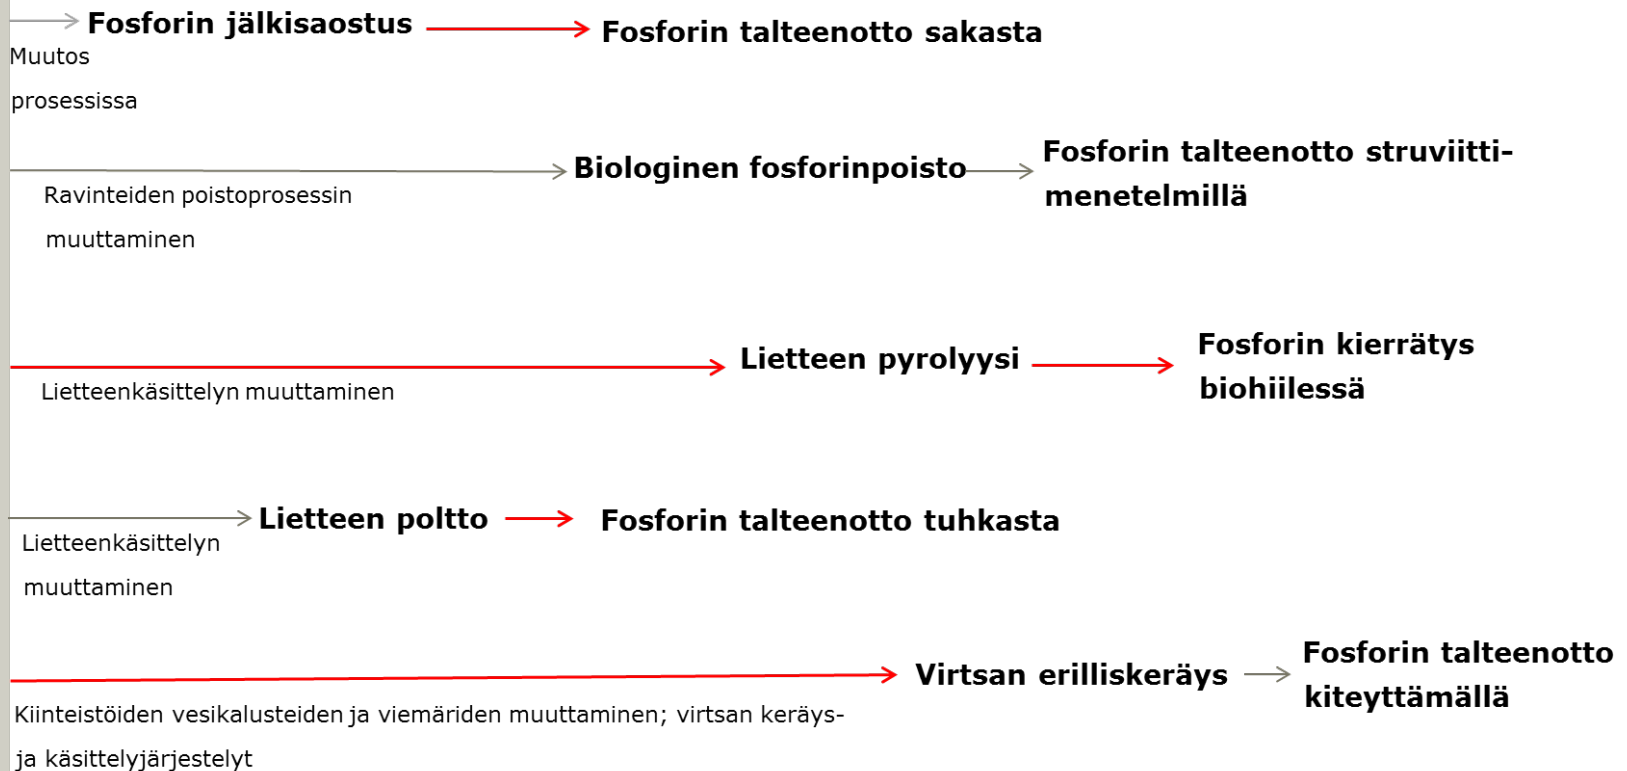 Fosforin jälkisaostus
Fosforin talteenotto sakasta
Muutos
prosessissa
Biologinen fosforinpoisto
Fosforin talteenotto struviitti-
menetelmillä
Ravinteiden poistoprosessin
muuttaminen
Lietteen pyrolyysi
Fosforin kierrätys
biohiilessä
Lietteenkäsittelyn muuttaminen
Lietteen poltto
Fosforin talteenotto tuhkasta
Lietteenkäsittelyn
muuttaminen
Virtsan erilliskeräys
Fosforin talteenotto
kiteyttämällä
Kiinteistöiden vesikalusteiden ja viemäriden muuttaminen; virtsan keräys-
ja käsittelyjärjestelyt